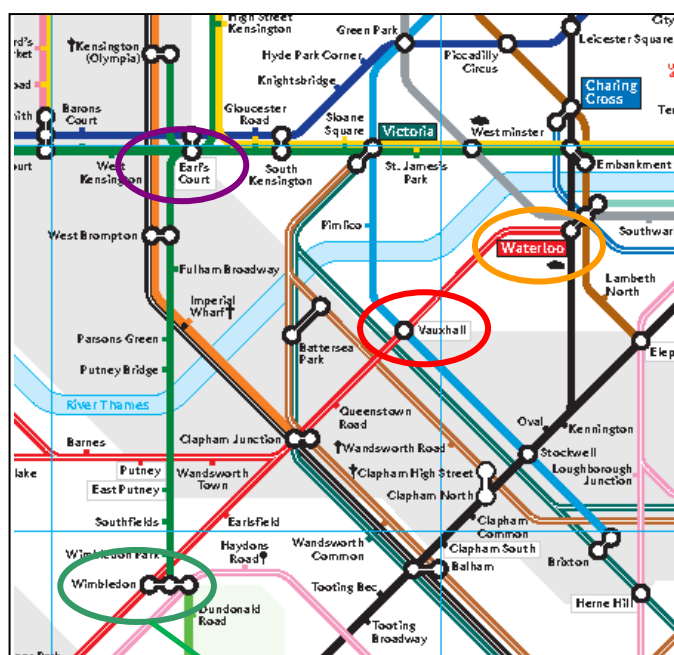 High Street
Kensington
Green Park
City
Leicester Square
Kensington
(Olympia)
Hyde Park Corner
Piccadilly
Circus
Knightsbridge
Charing
Cross
Barons
Court
Gloucester
Road
Sloane
Square
Victoria
Westminster
West
Kensington
Earl's
Court
South
Kensington
St. James's
Park
Embankment
Pimlico
West Brompton
Waterloo
Southwar
Fulham Broadway
Lambeth
North
Imperial
Wharf
Vauxhall
Parsons Green
Battersea
Park
Elep
Putney Bridge
River Thames
Queenstown
Road
Oval
Kennington
Barnes
Clapham Junction
Wandsworth Road
Stockwell
lake
Putney
Wandsworth
Town
Clapham High Street
Loughborough
Junction
East Putney
Clapham North
Southfields
Earlsfield
Clapham
Common
Wimbledon Park
Haydons
Road
Wandsworth
Common
Clapham South
Brixton
Wimbledon
Balham
Tooting Bec
Herne Hill
Dundonald
Road
Tooting
Broadway